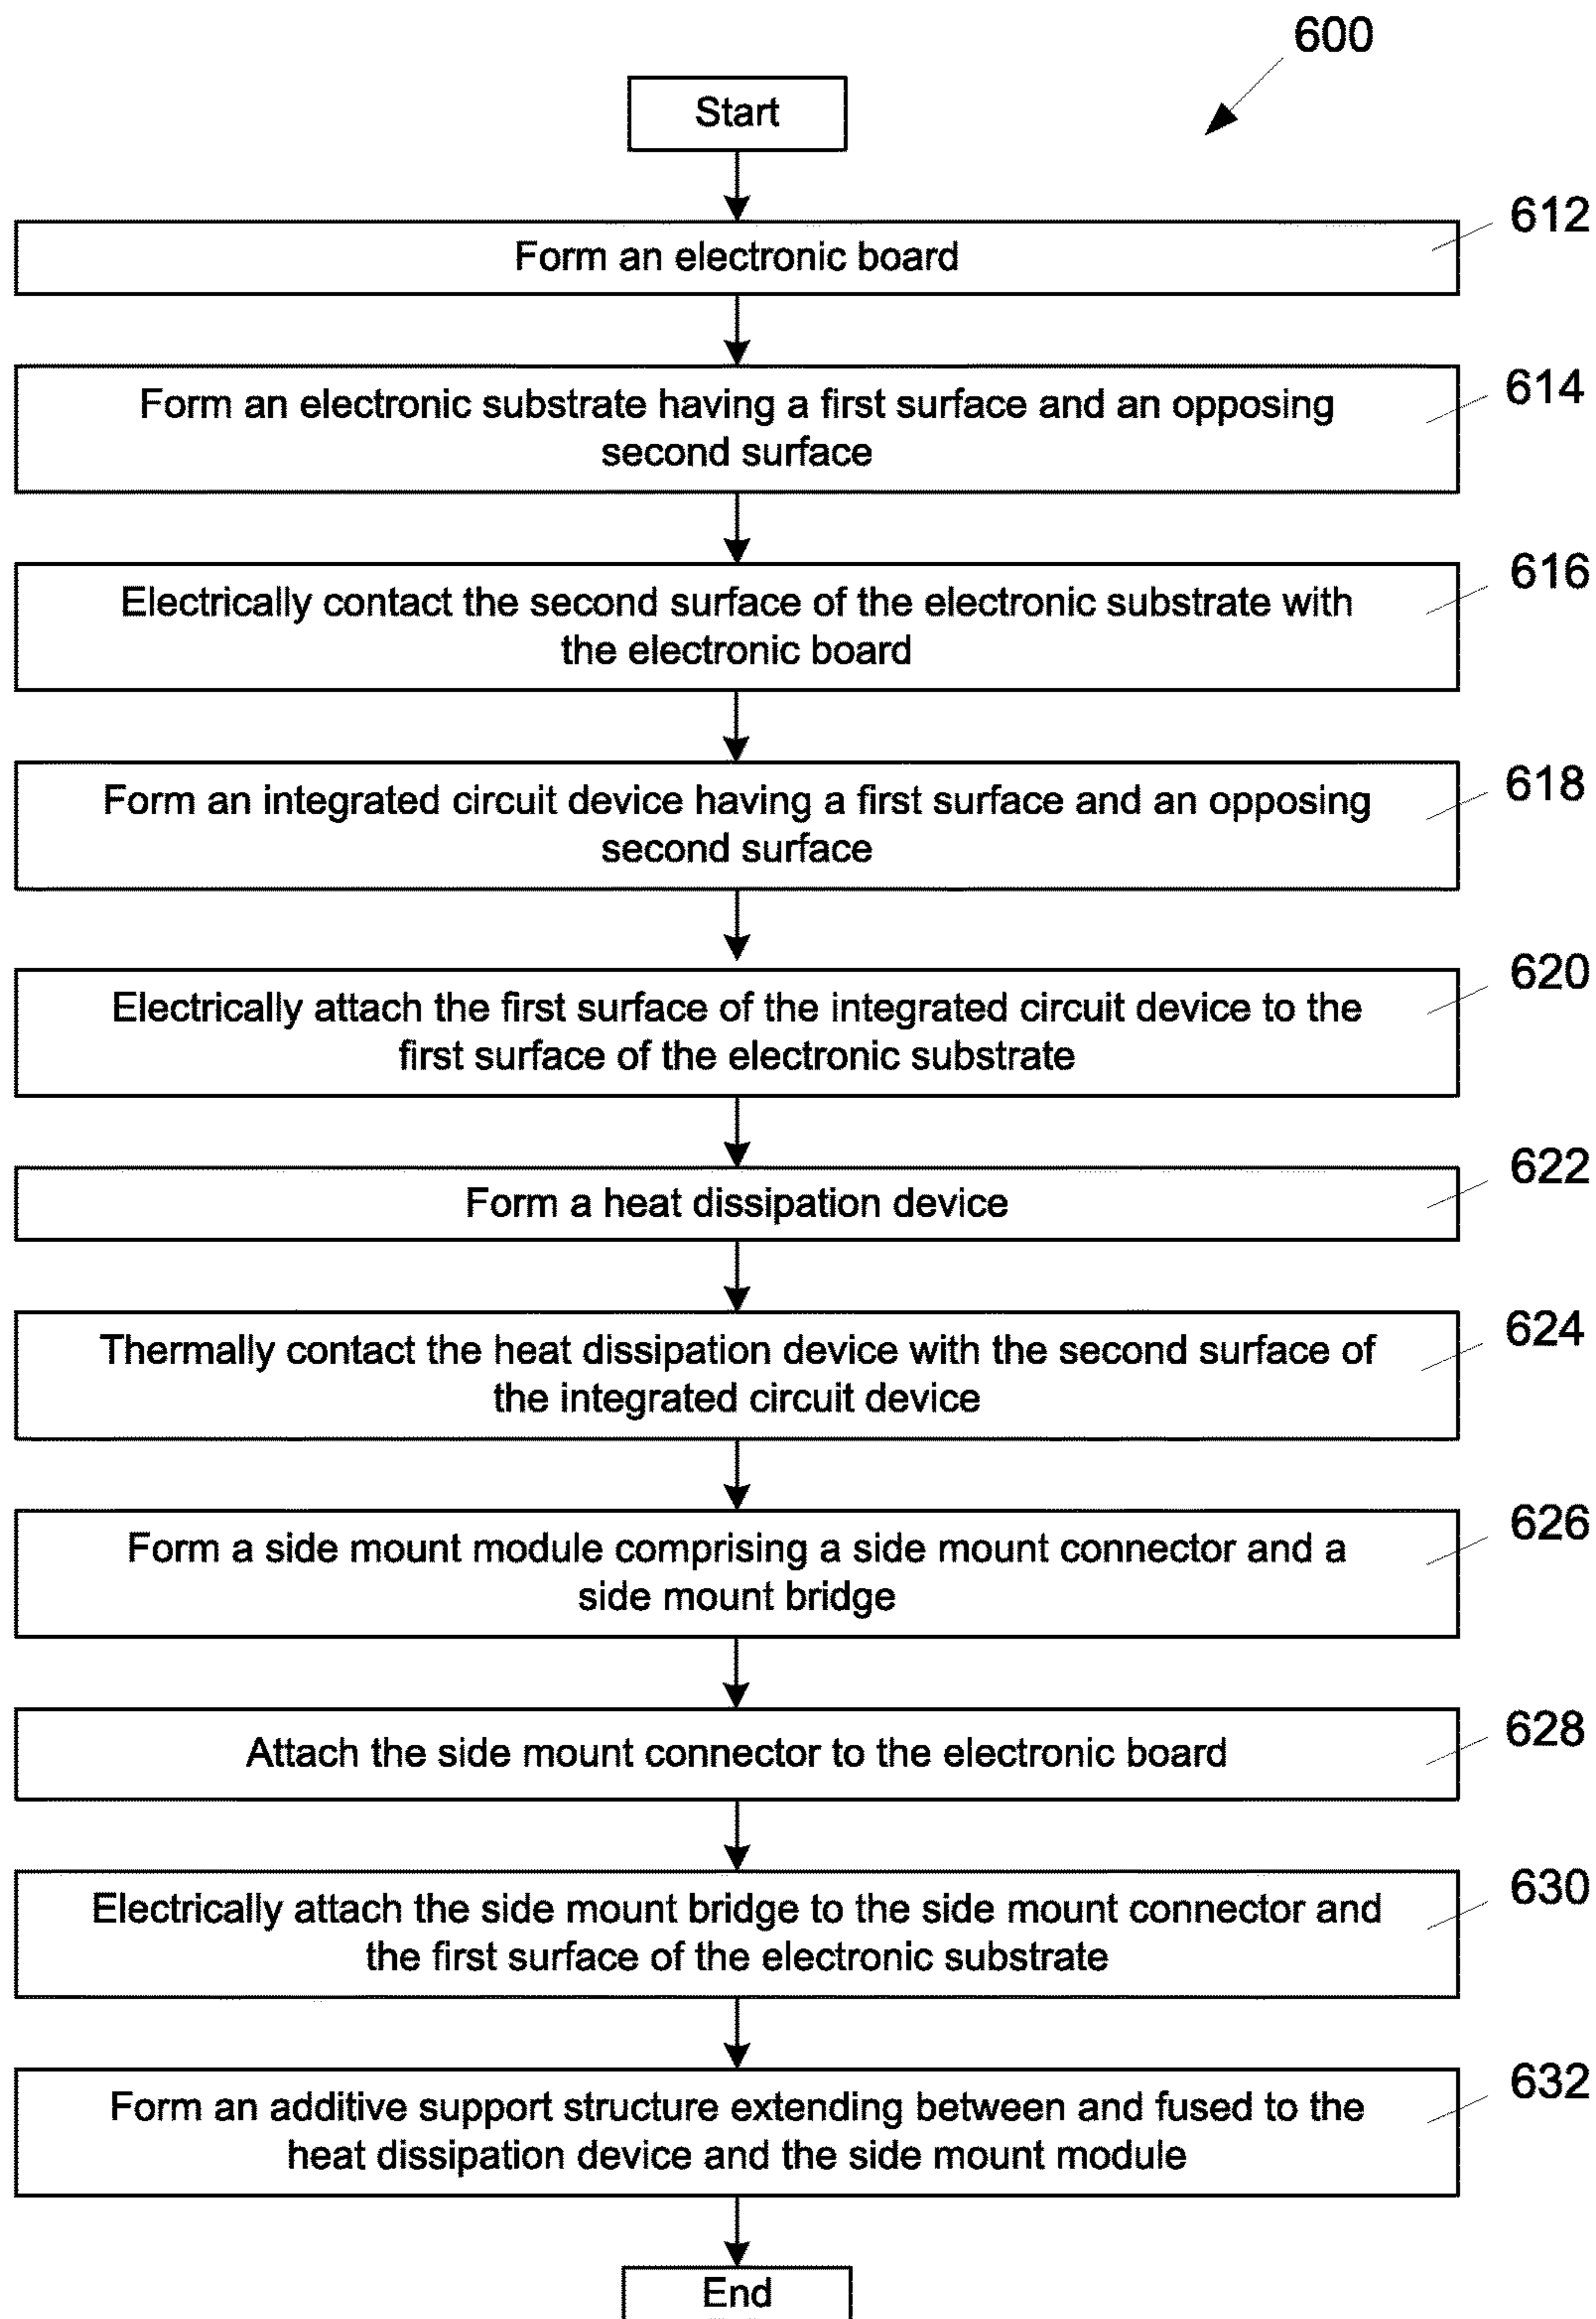 600
Start
612
Form an electronic board
614
Form an electronic substrate having a first surface and an opposing
second surface
616
Electrically contact the second surface of the electronic substrate with
the electronic board
618
Form an integrated circuit device having a first surface and an opposing
second surface
620
Electrically attach the first surface of the integrated circuit device to the
first surface of the electronic substrate
622
Form a heat dissipation device
624
Thermally contact the heat dissipation device with the second surface of
the integrated circuit device
626
Form a side mount module comprising a side mount connector and a
side mount bridge
628
Attach the side mount connector to the electronic board
630
Electrically attach the side mount bridge to the side mount connector and
the first surface of the electronic substrate
632
Form an additive support structure extending between and fused to the
heat dissipation device and the side mount module
End